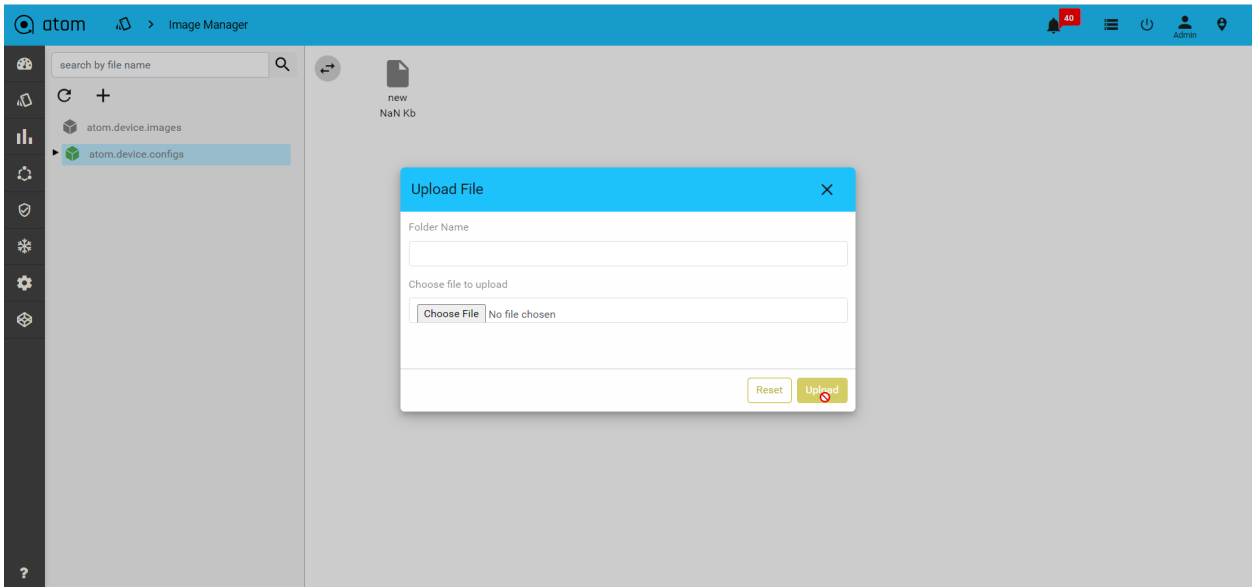 atom > Image Manager
40
Admin
search by file name
atom.device.images
atom.device.configs
new
NaN Kb
Upload File
Folder Name
Choose file to upload
Choose File No file chosen
Reset Upload
?